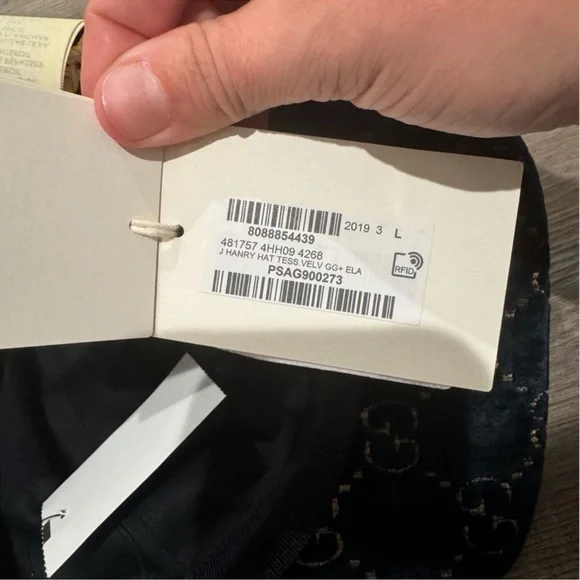 8088854439 2019 3 L
481757 4HH09 4268
J HANRY HAT TESS.VELV GG+ ELA
RFID
PSAG900273